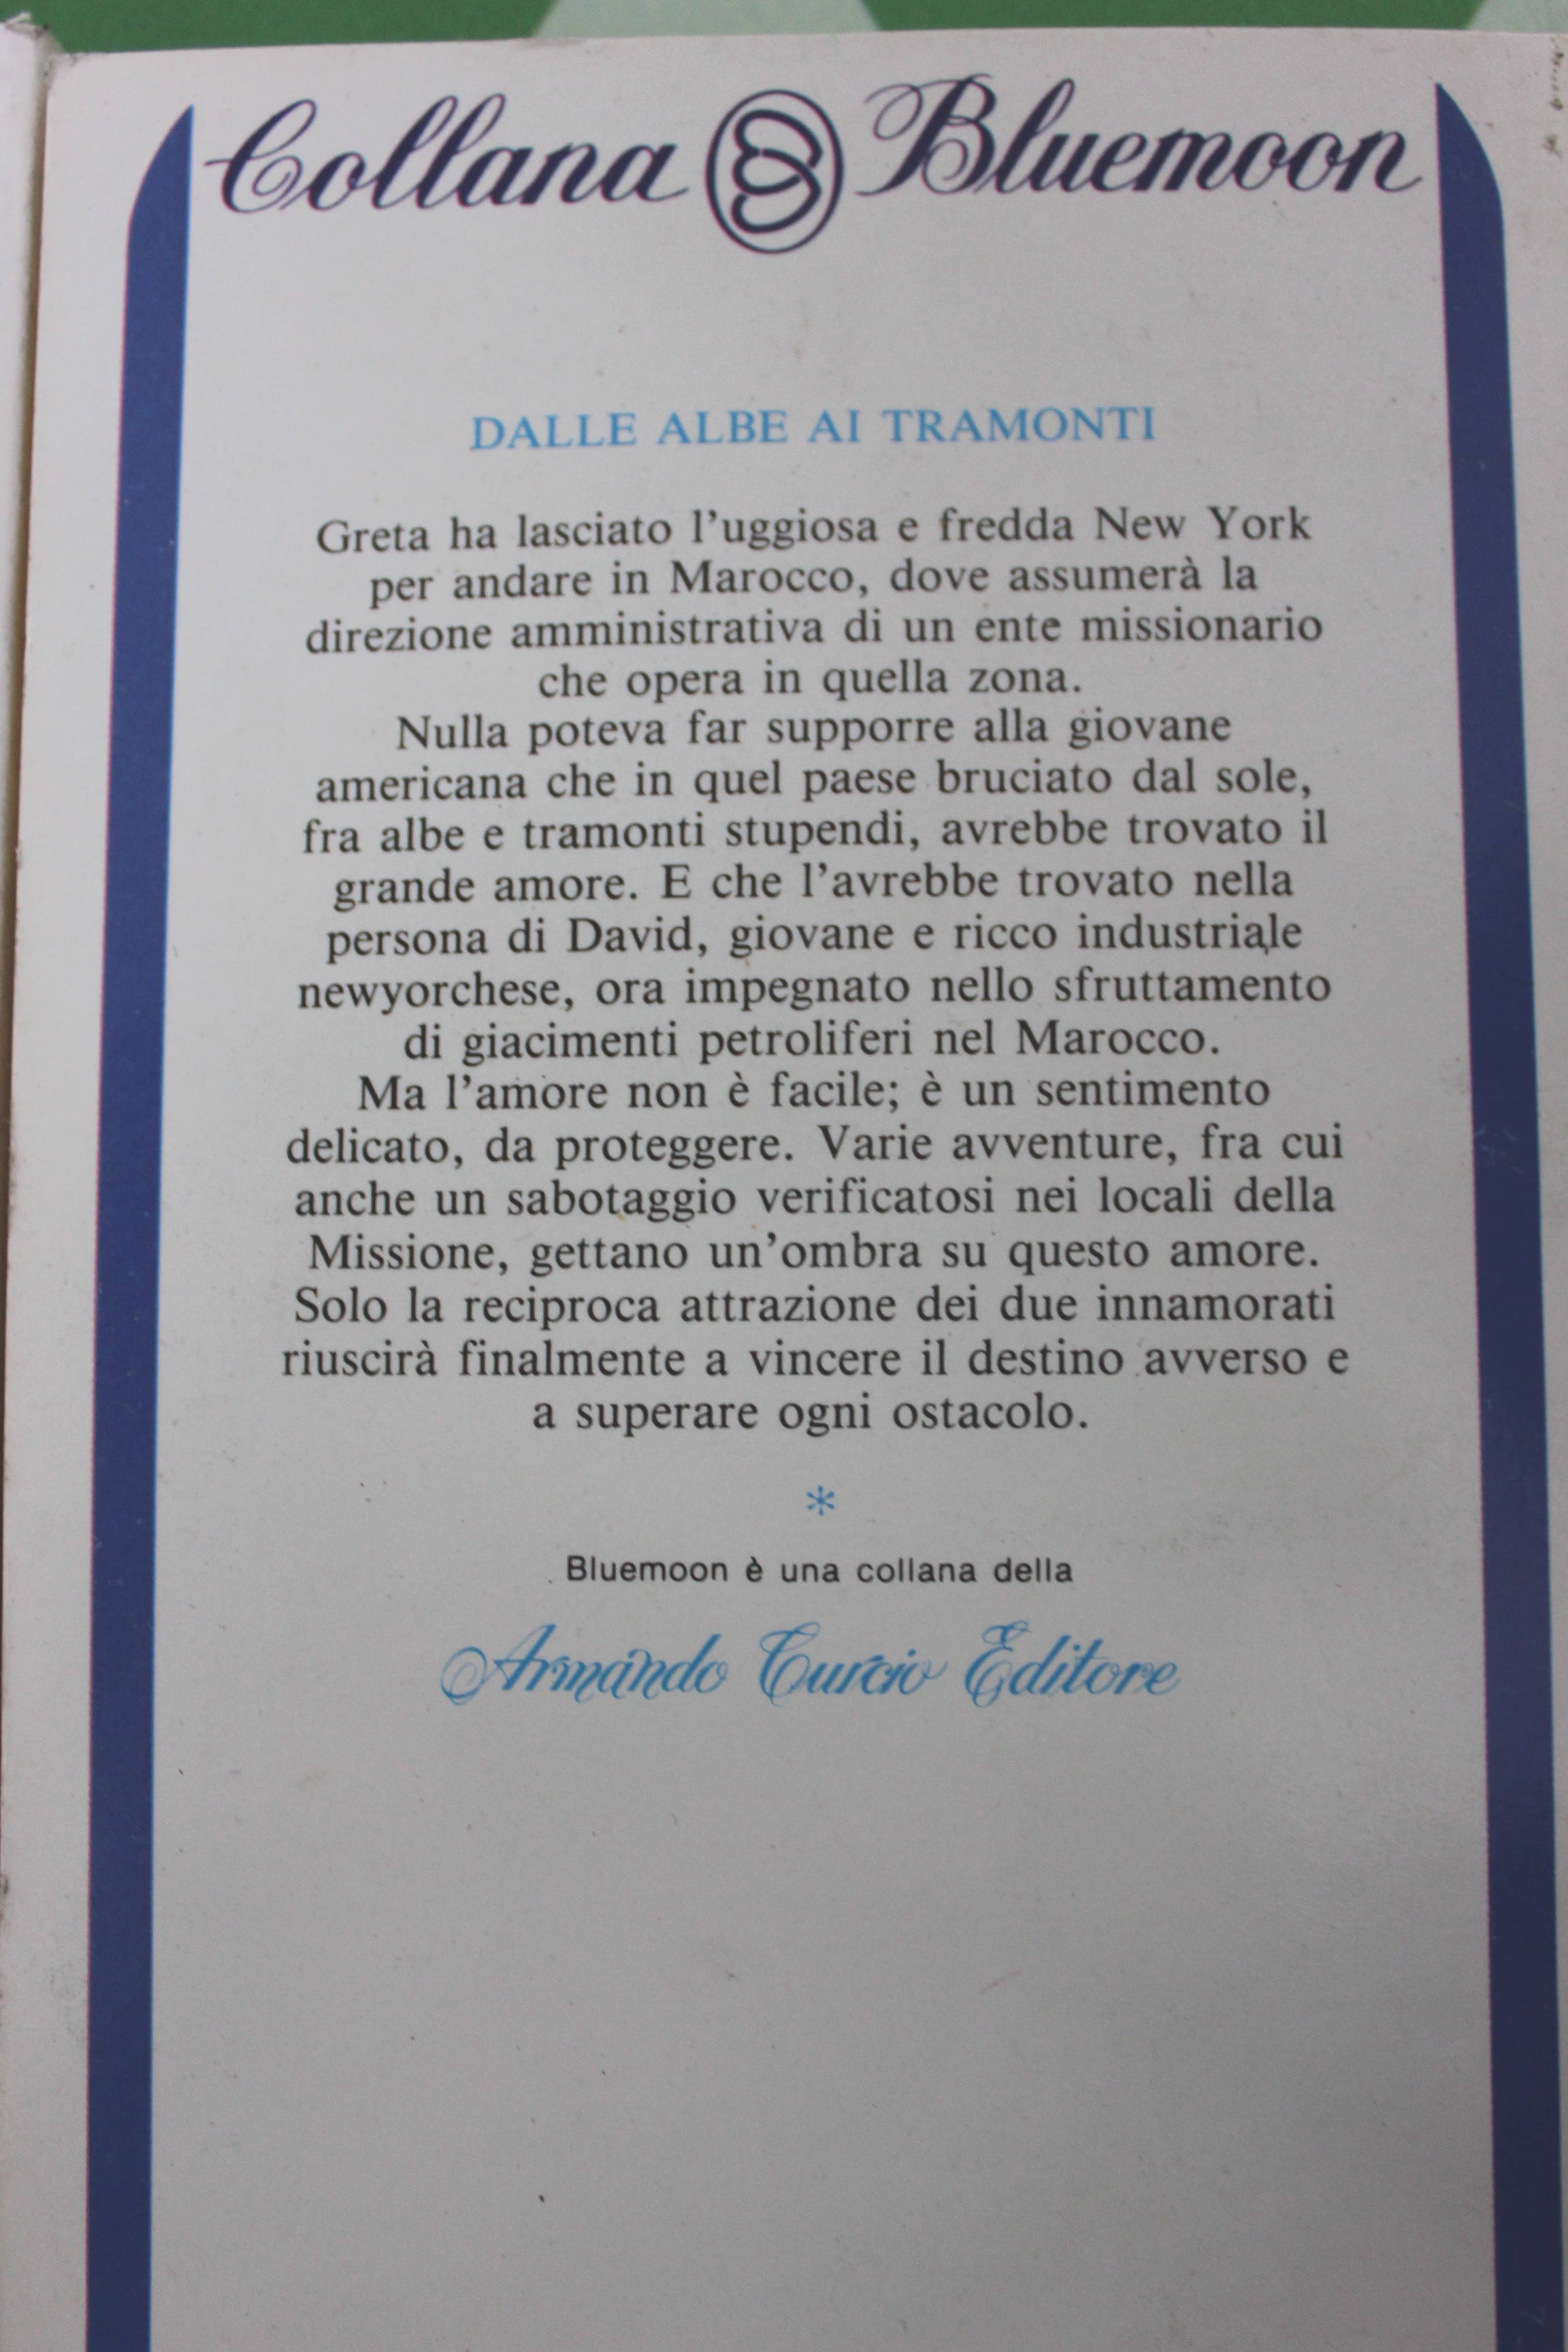 Collana Bluemoon
DALLE ALBE AI TRAMONTI
Greta ha lasciato l'uggiosa e fredda New York
per andare in Marocco, dove assumerà la
direzione amministrativa di un ente missionario
che opera in quella zona.
Nulla poteva far supporre alla giovane
americana che in quel paese bruciato dal sole,
fra albe e tramonti stupendi, avrebbe trovato il
grande amore. E che l'avrebbe trovato nella
persona di David, giovane e ricco industriale
newyorchese, ora impegnato nello sfruttamento
di giacimenti petroliferi nel Marocco.
Ma l'amore non è facile; è un sentimento
delicato, da proteggere. Varie avventure, fra cui
anche un sabotaggio verificatosi nei locali della
Missione, gettano un'ombra su questo amore.
Solo la reciproca attrazione dei due innamorati
riuscirà finalmente a vincere il destino avverso e
a superare ogni ostacolo.
*
Bluemoon è una collana della
Armando Curcio Editore